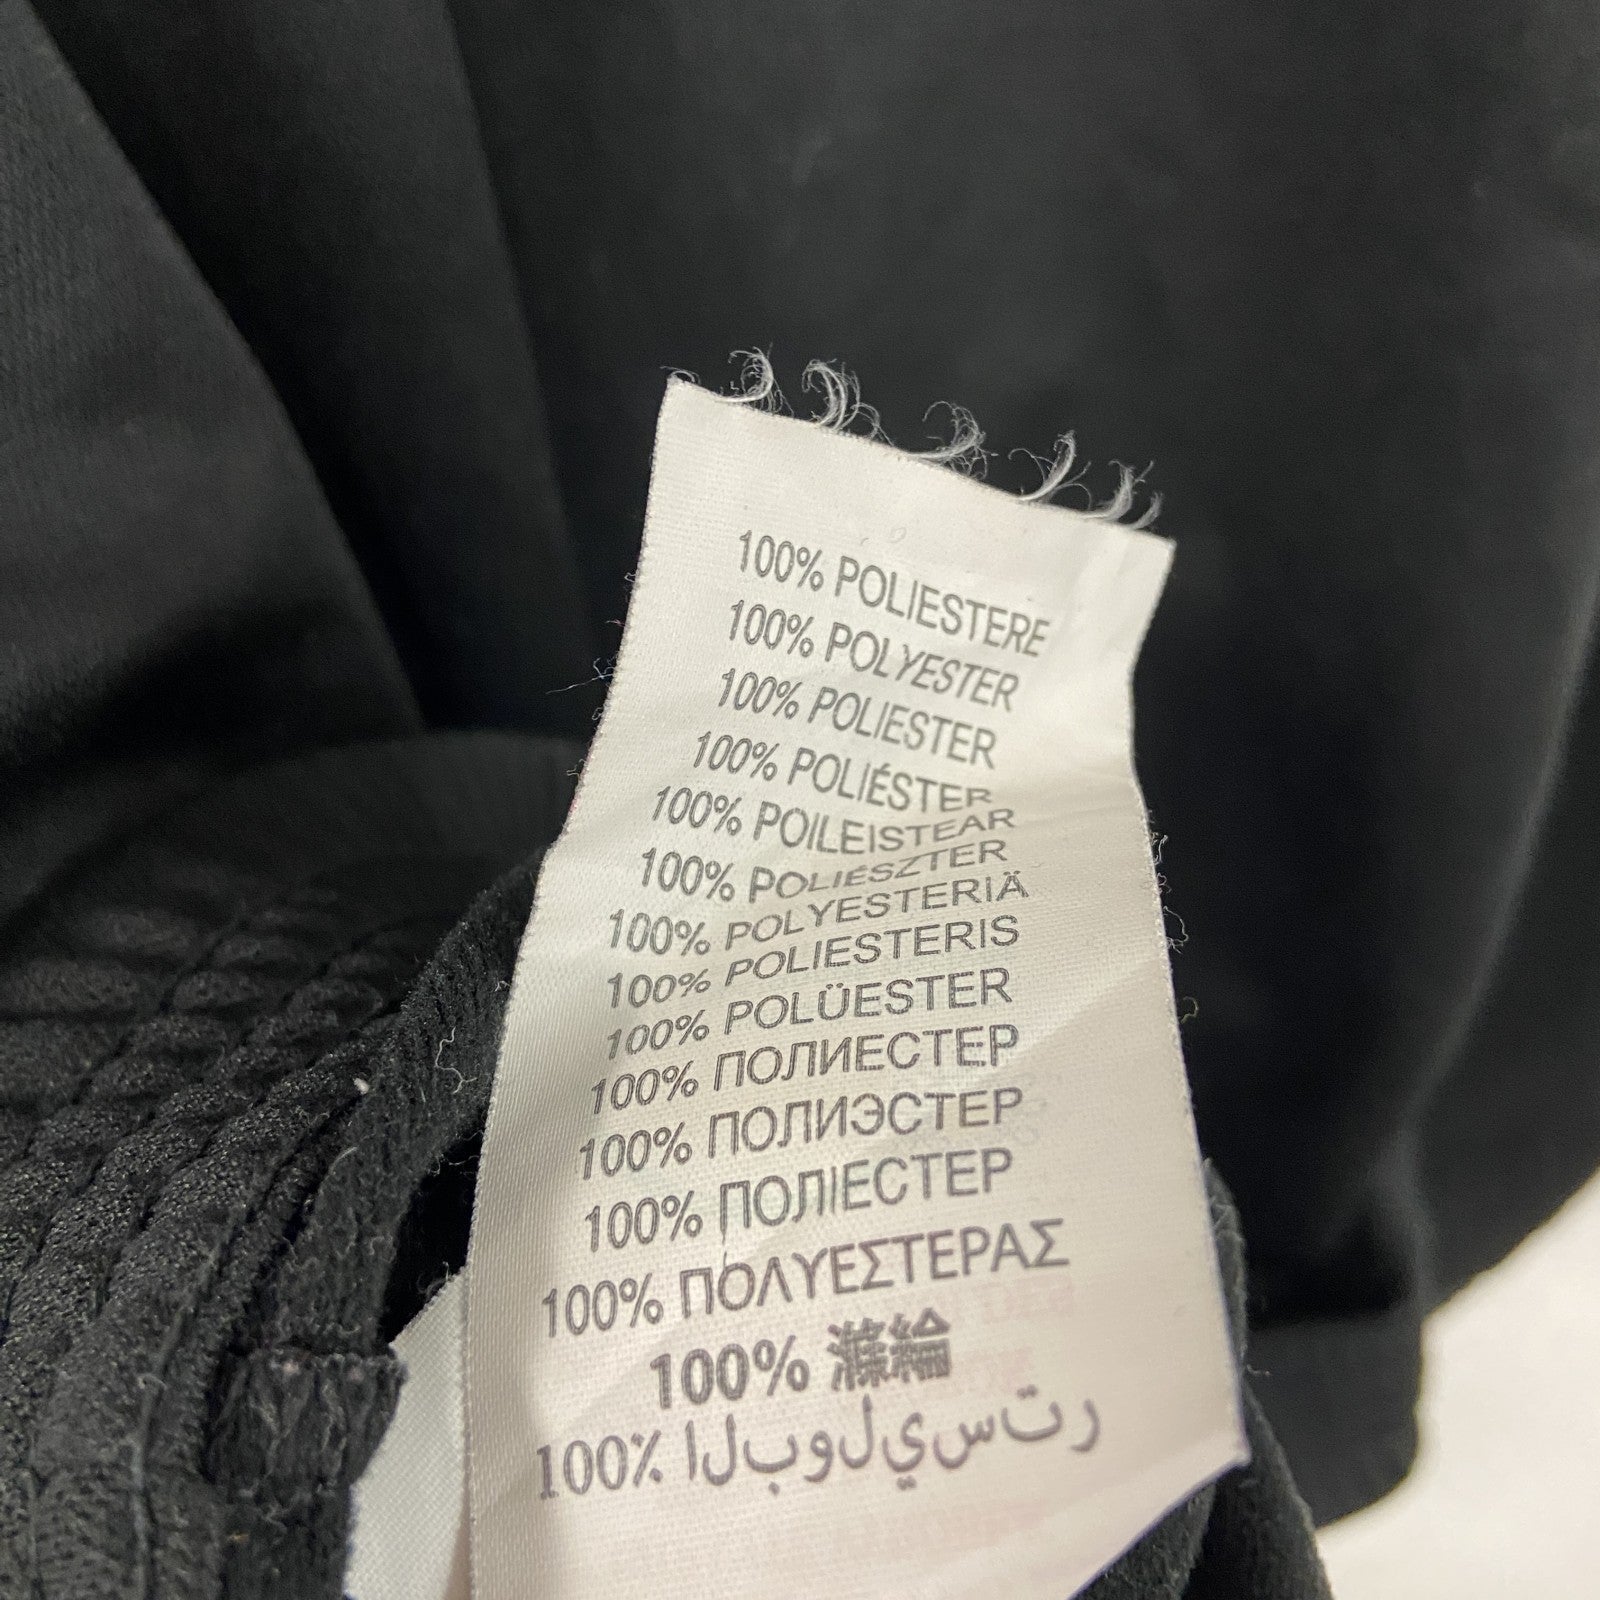 100% POLIESTERE
100% POLYESTER
100% POLIESTER
100% POLIÉSTER
100% POILEISTEAR
100% POLIÉSZTER
100% POLYESTERIÄ
100% POLIESTERIS
100% POLÜESTER
100% ПОЛИЕСТЕР
100% ПОЛИЭСТЕР
100% ПОЛІЕСТЕР
100% ΠΟΛΥΕΣΤΕΡΑΣ
100% 滌綸
100٪ البوليستر